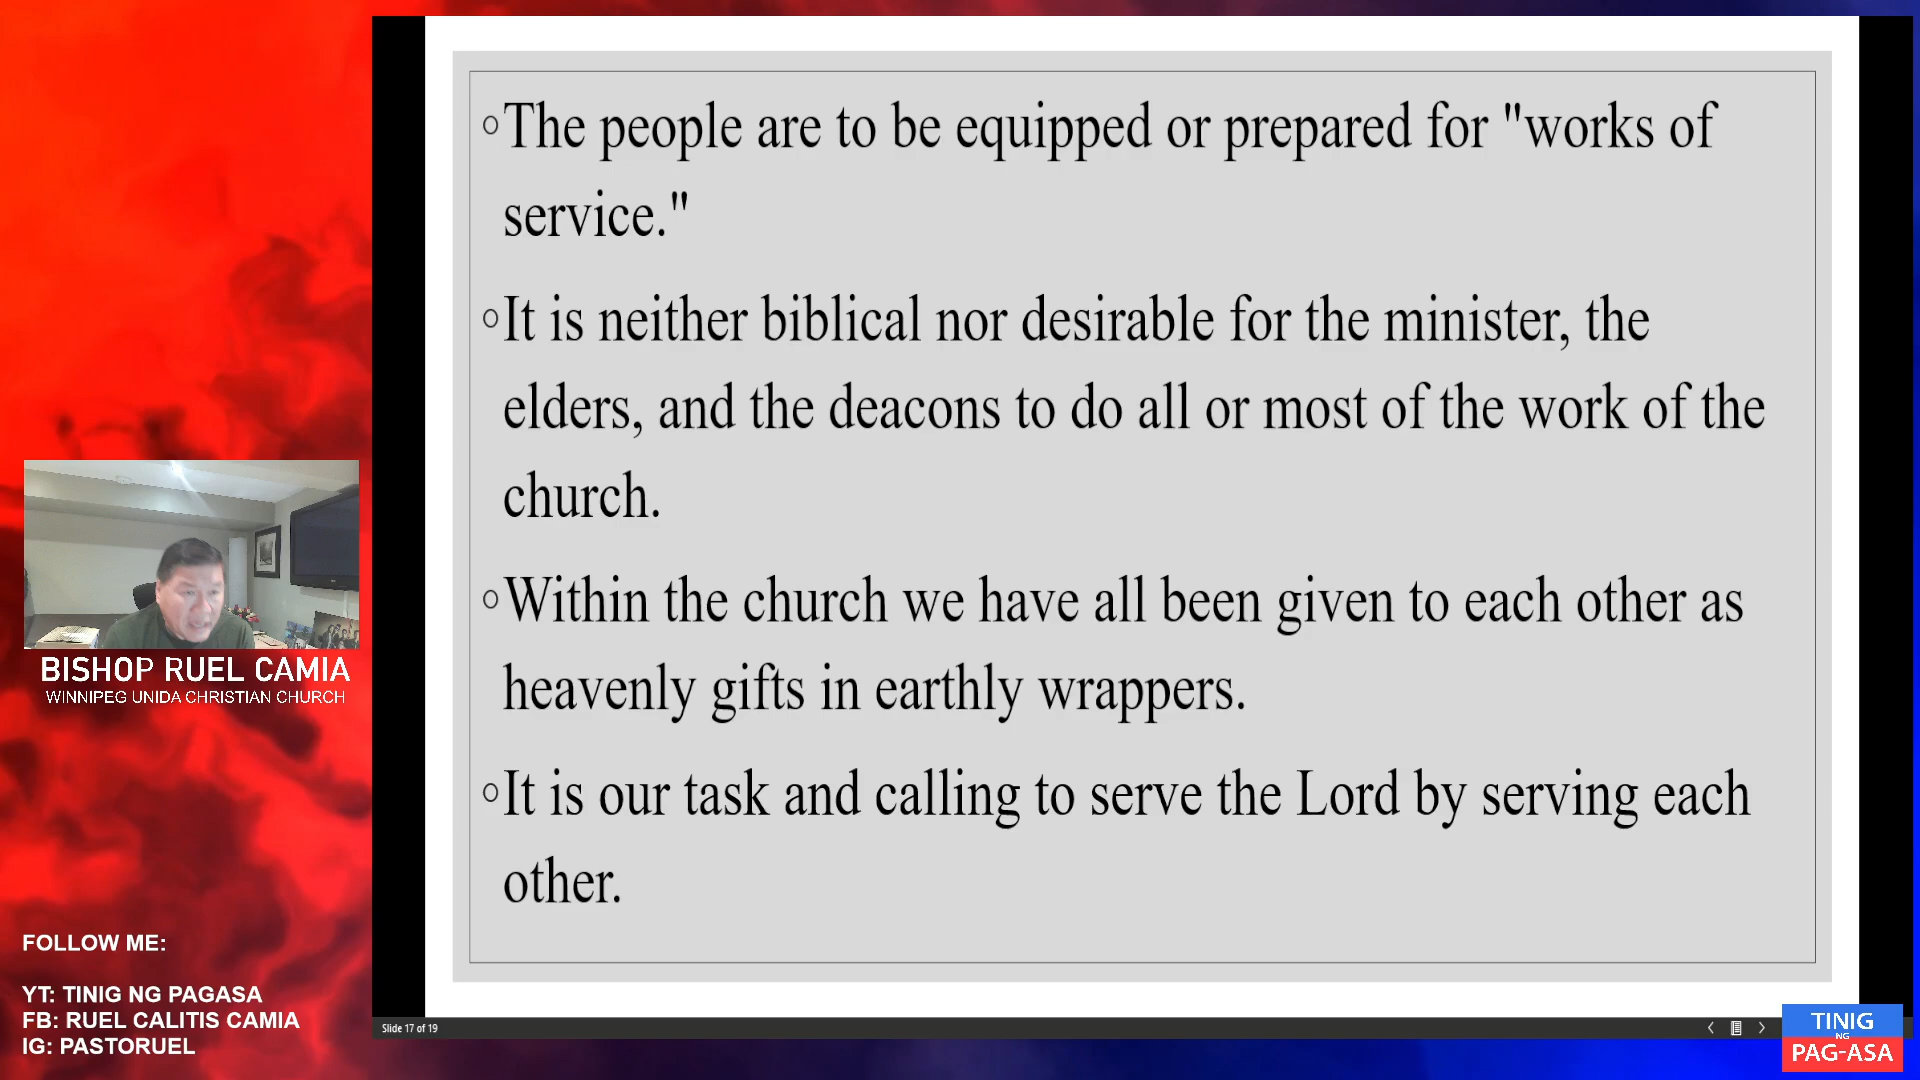 ◦The people are to be equipped or prepared for "works of
service."
◦It is neither biblical nor desirable for the minister, the
elders, and the deacons to do all or most of the work of the
church.
◦Within the church we have all been given to each other as
heavenly gifts in earthly wrappers.
◦It is our task and calling to serve the Lord by serving each
other.
BISHOP RUEL CAMIA
WINNIPEG UNIDA CHRISTIAN CHURCH
FOLLOW ME:
YT: TINIG NG PAGASA
FB: RUEL CALITIS CAMIA
IG: PASTORUEL
Slide 17 of 19
TINIG
NG
PAG-ASA